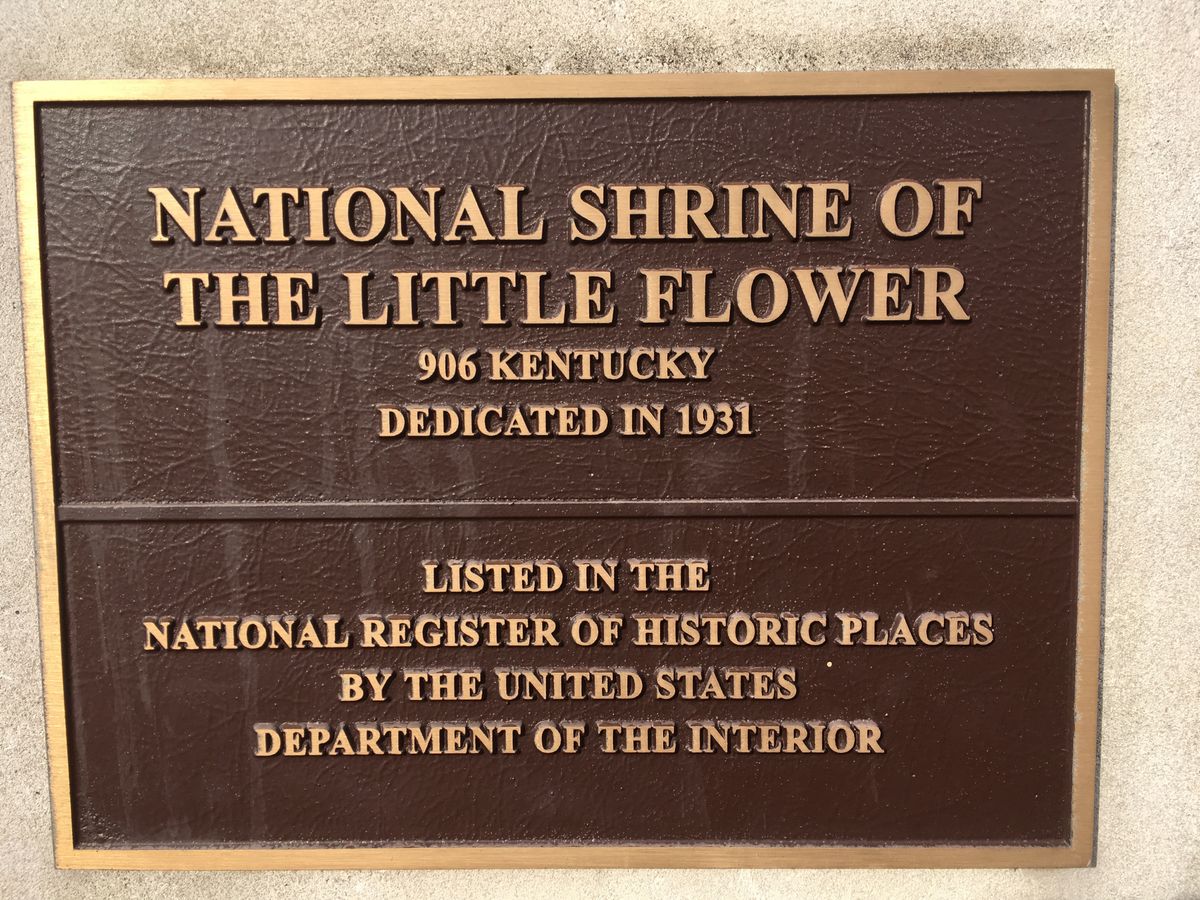 NATIONAL SHRINE OF
THE LITTLE FLOWER
906 KENTUCKY
DEDICATED IN 1931
LISTED IN THE
NATIONAL REGISTER OF HISTORIC PLACES
BY THE UNITED STATES
DEPARTMENT OF THE INTERIOR